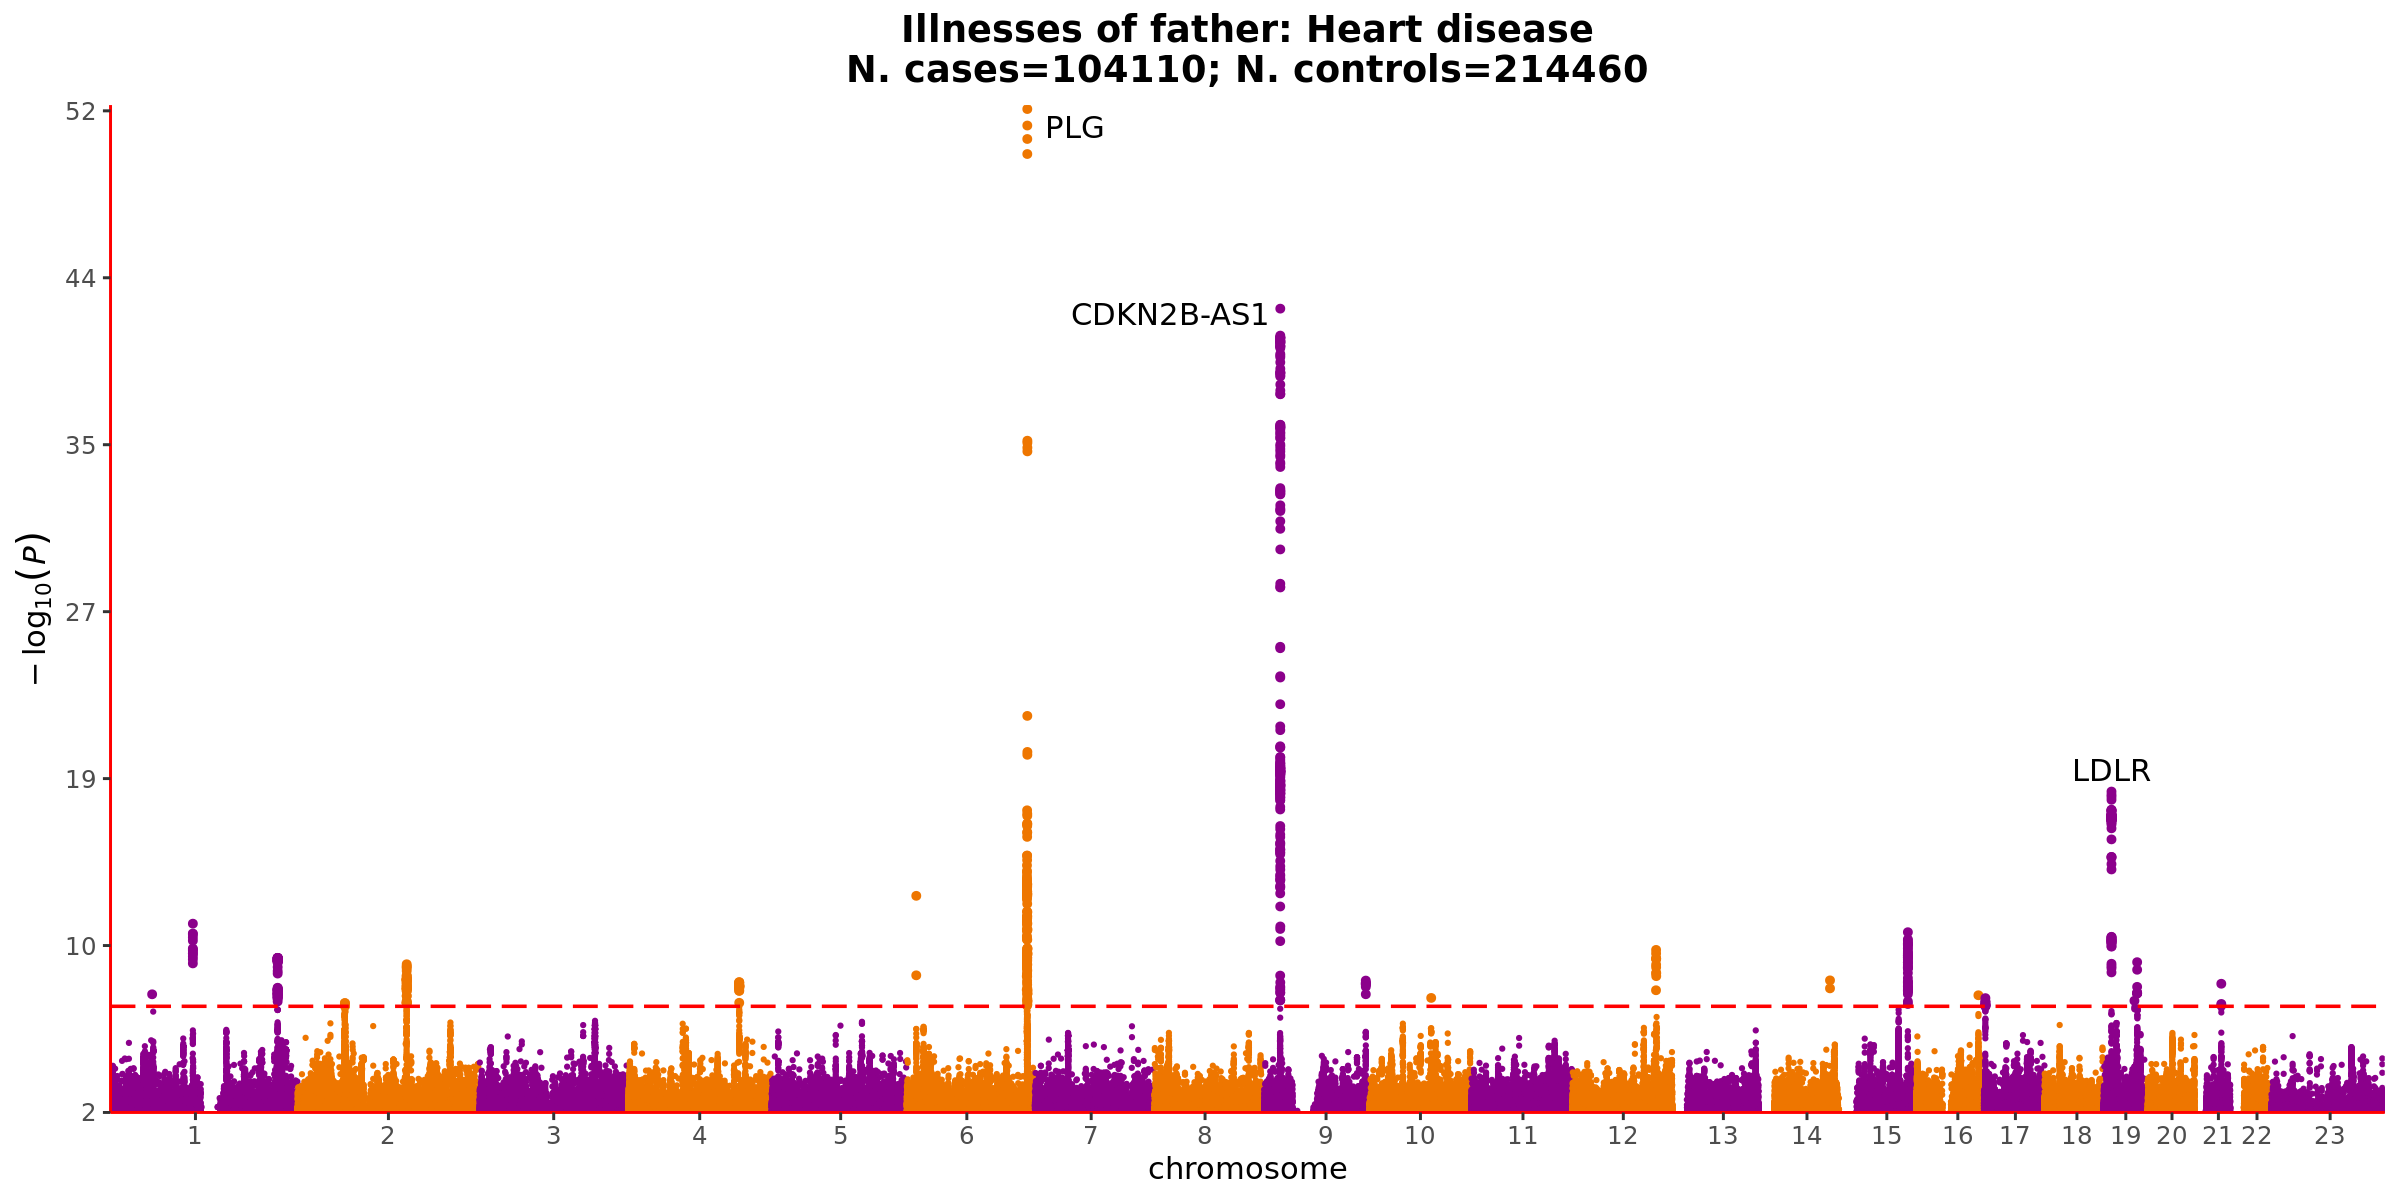 Illnesses of father: Heart disease
N. cases=104110; N. controls=214460
52
PLG
44
CDKN2B-AS1
35
−log10(P)
27
19
LDLR
10
2
1 2 3 4 5 6 7 8 9 10 11 12 13 14 15 16 17 18 19 20 21 22 23
chromosome